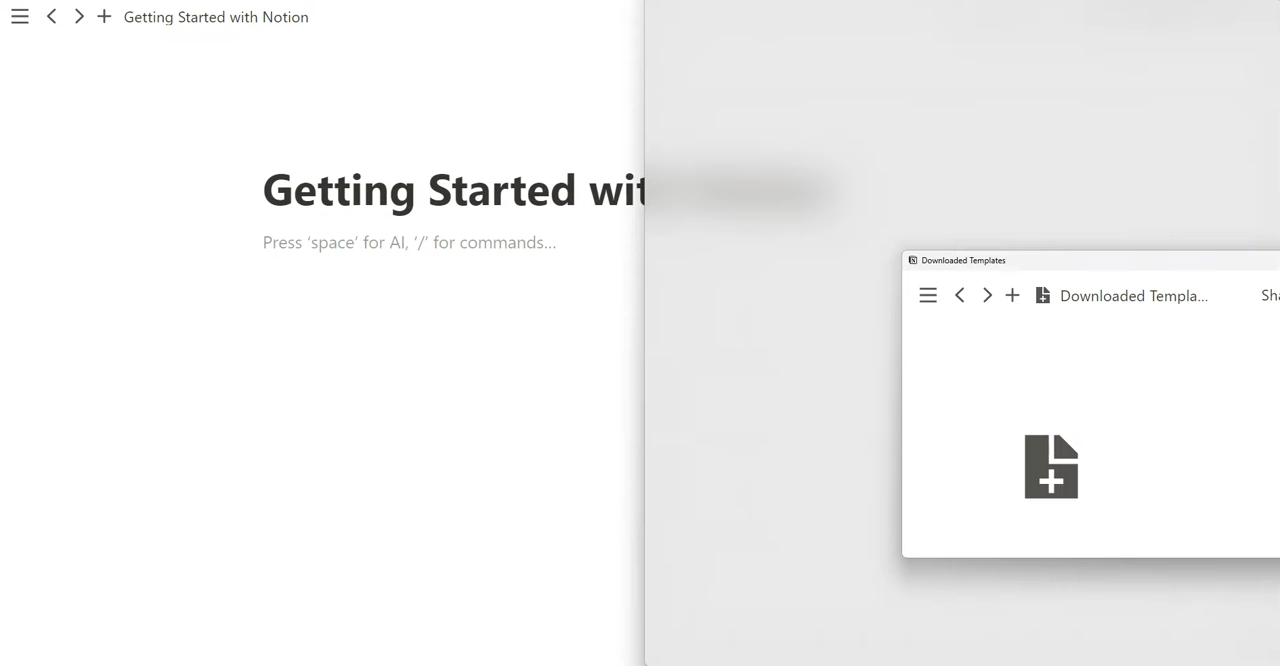 Getting Started with Notion
Getting Started wit
Press ‘space’ for AI, ‘/’ for commands...
Downloaded Templates
Downloaded Templa... Sha